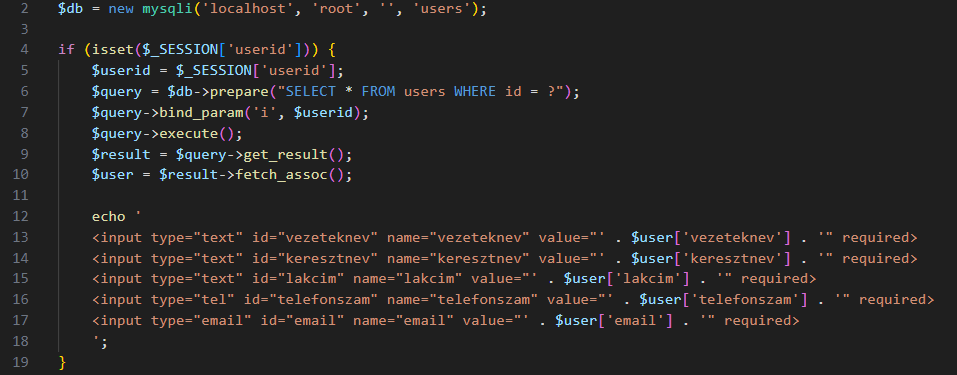 2 $db = new mysqli('localhost', 'root', '', 'users');
3
4 if (isset($_SESSION['userid'])) {
5     $userid = $_SESSION['userid'];
6     $query = $db->prepare("SELECT * FROM users WHERE id = ?");
7     $query->bind_param('i', $userid);
8     $query->execute();
9     $result = $query->get_result();
10     $user = $result->fetch_assoc();
11
12     echo '
13     <input type="text" id="vezeteknev" name="vezeteknev" value="' . $user['vezeteknev'] . '" required>
14     <input type="text" id="keresztnev" name="keresztnev" value="' . $user['keresztnev'] . '" required>
15     <input type="text" id="lakcim" name="lakcim" value="' . $user['lakcim'] . '" required>
16     <input type="tel" id="telefonszam" name="telefonszam" value="' . $user['telefonszam'] . '" required>
17     <input type="email" id="email" name="email" value="' . $user['email'] . '" required>
18     ';
19 }